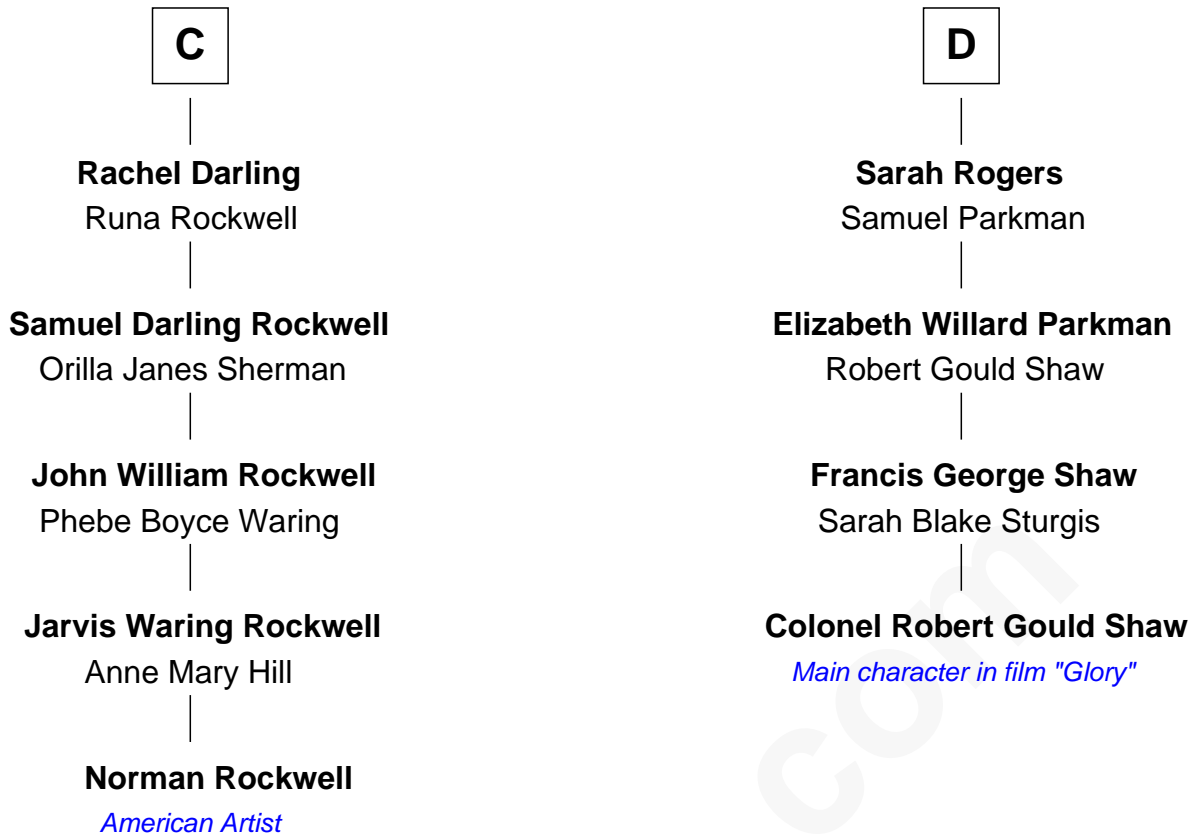 C
Rachel Darling
Runa Rockwell
Samuel Darling Rockwell
Orilla Janes Sherman
John William Rockwell
Phebe Boyce Waring
Jarvis Waring Rockwell
Anne Mary Hill
Norman Rockwell
American Artist
D
Sarah Rogers
Samuel Parkman
Elizabeth Willard Parkman
Robert Gould Shaw
Francis George Shaw
Sarah Blake Sturgis
Colonel Robert Gould Shaw
Main character in film "Glory"
com